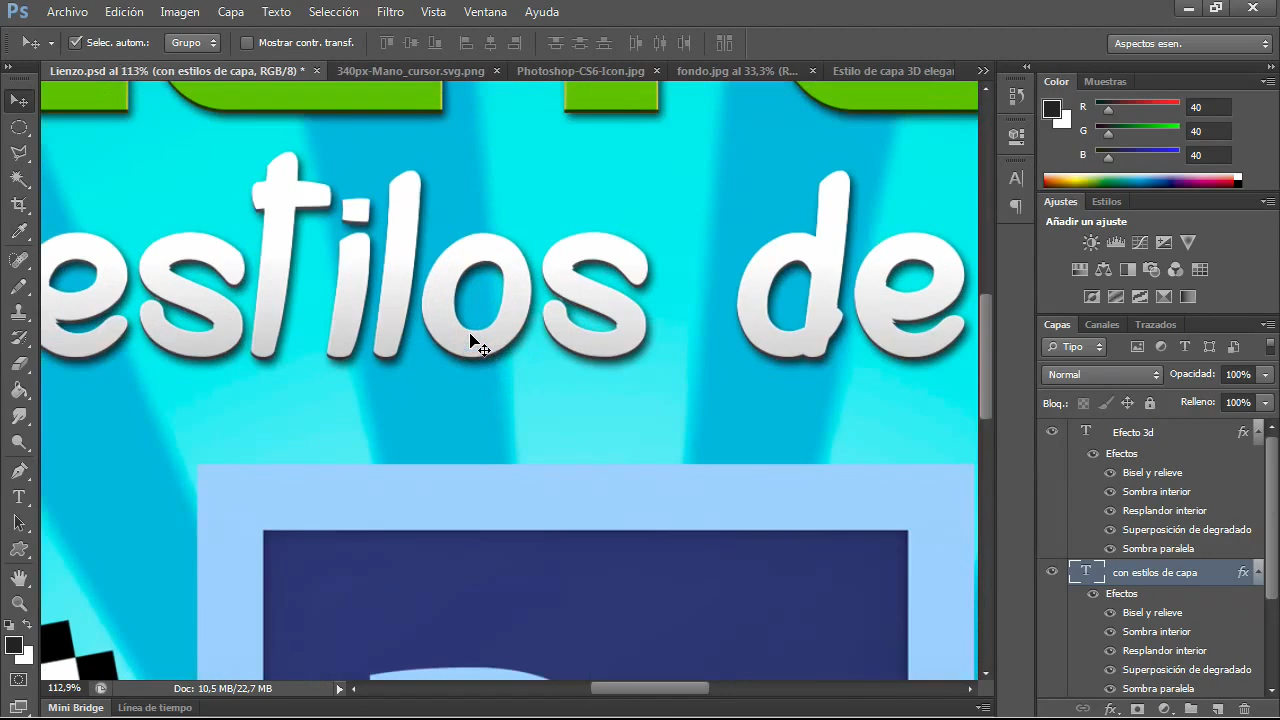 Ps Archivo Edición Imagen Capa Texto Selección Filtro Vista Ventana Ayuda
Selec. autom.: Grupo Mostrar contr. transf. Aspectos esen.
Lienzo.psd al 113% (con estilos de capa, RGB/8) * × 340px-Mano_cursor.svg.png × Photoshop-CS6-Icon.jpg × fondo.jpg al 33,3% (R... × Estilo de capa 3D elegar
Color Muestras
R 40
G 40
B 40
Ajustes Estilos
Añadir un ajuste
estilos de
Capas Canales Trazados
Tipo
Normal Opacidad: 100%
Bloq.: Relleno: 100%
Efecto 3d fx
Efectos
Bisel y relieve
Sombra interior
Resplandor interior
Superposición de degradado
Sombra paralela
con estilos de capa fx
Efectos
Bisel y relieve
Sombra interior
Resplandor interior
Superposición de degradado
Sombra paralela
112,9% Doc: 10,5 MB/22,7 MB
Mini Bridge Línea de tiempo